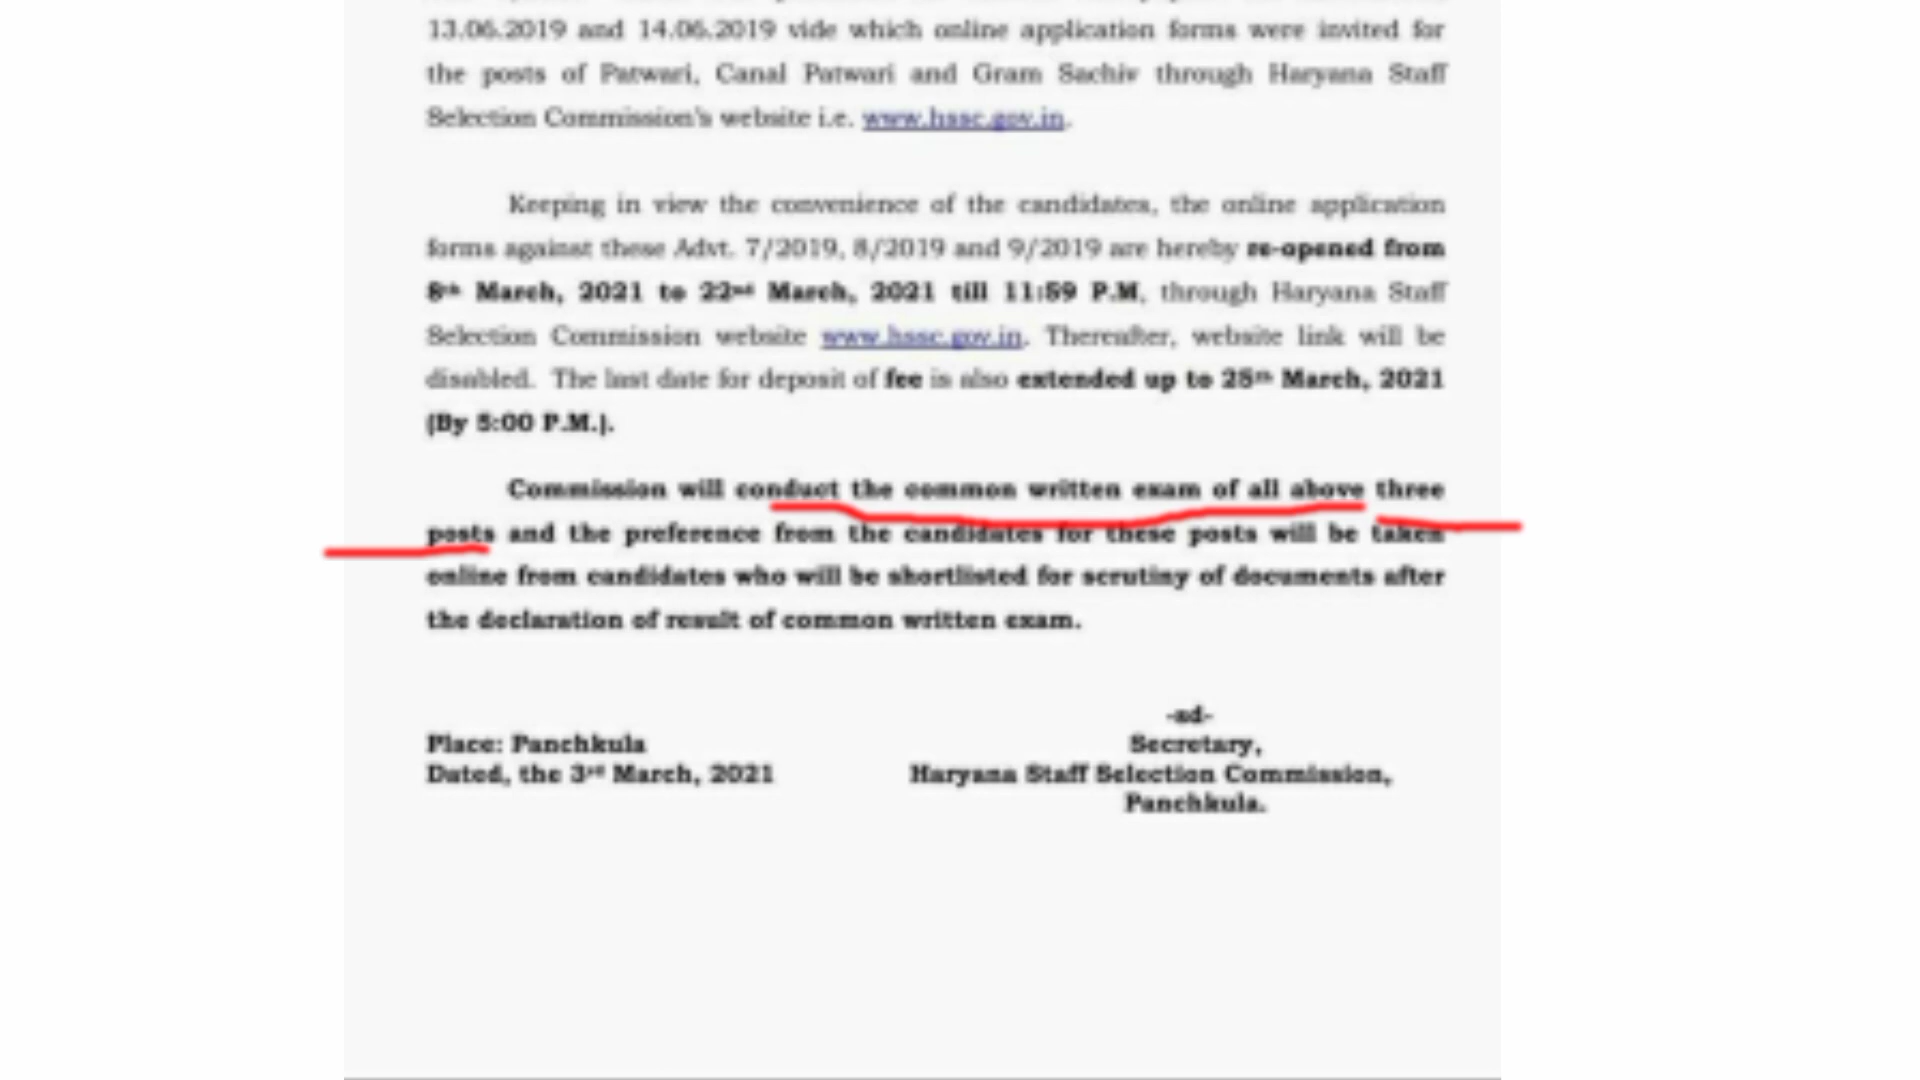 13.06.2019 and 14.06.2019 vide which online application forms were invited for
the posts of Patwari, Canal Patwari and Gram Sachiv through Haryana Staff
Selection Commission's website i.e. www.hssc.gov.in.
Keeping in view the convenience of the candidates, the online application
forms against these Advt. 7/2019, 8/2019 and 9/2019 are hereby re-opened from
8th March, 2021 to 22nd March, 2021 till 11:59 P.M, through Haryana Staff
Selection Commission website www.hssc.gov.in. Thereafter, website link will be
disabled. The last date for deposit of fee is also extended up to 25th March, 2021
(By 5:00 P.M.).
Commission will conduct the common written exam of all above three
posts and the preference from the candidates for these posts will be taken
online from candidates who will be shortlisted for scrutiny of documents after
the declaration of result of common written exam.
-sd-
Place: Panchkula Secretary,
Dated, the 3rd March, 2021 Haryana Staff Selection Commission,
Panchkula.